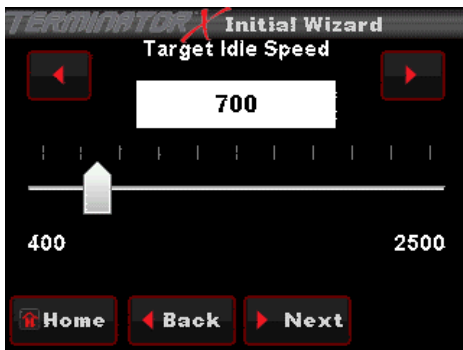 TERMINATOR X Initial Wizard
Target Idle Speed
700
400 2500
Home Back Next